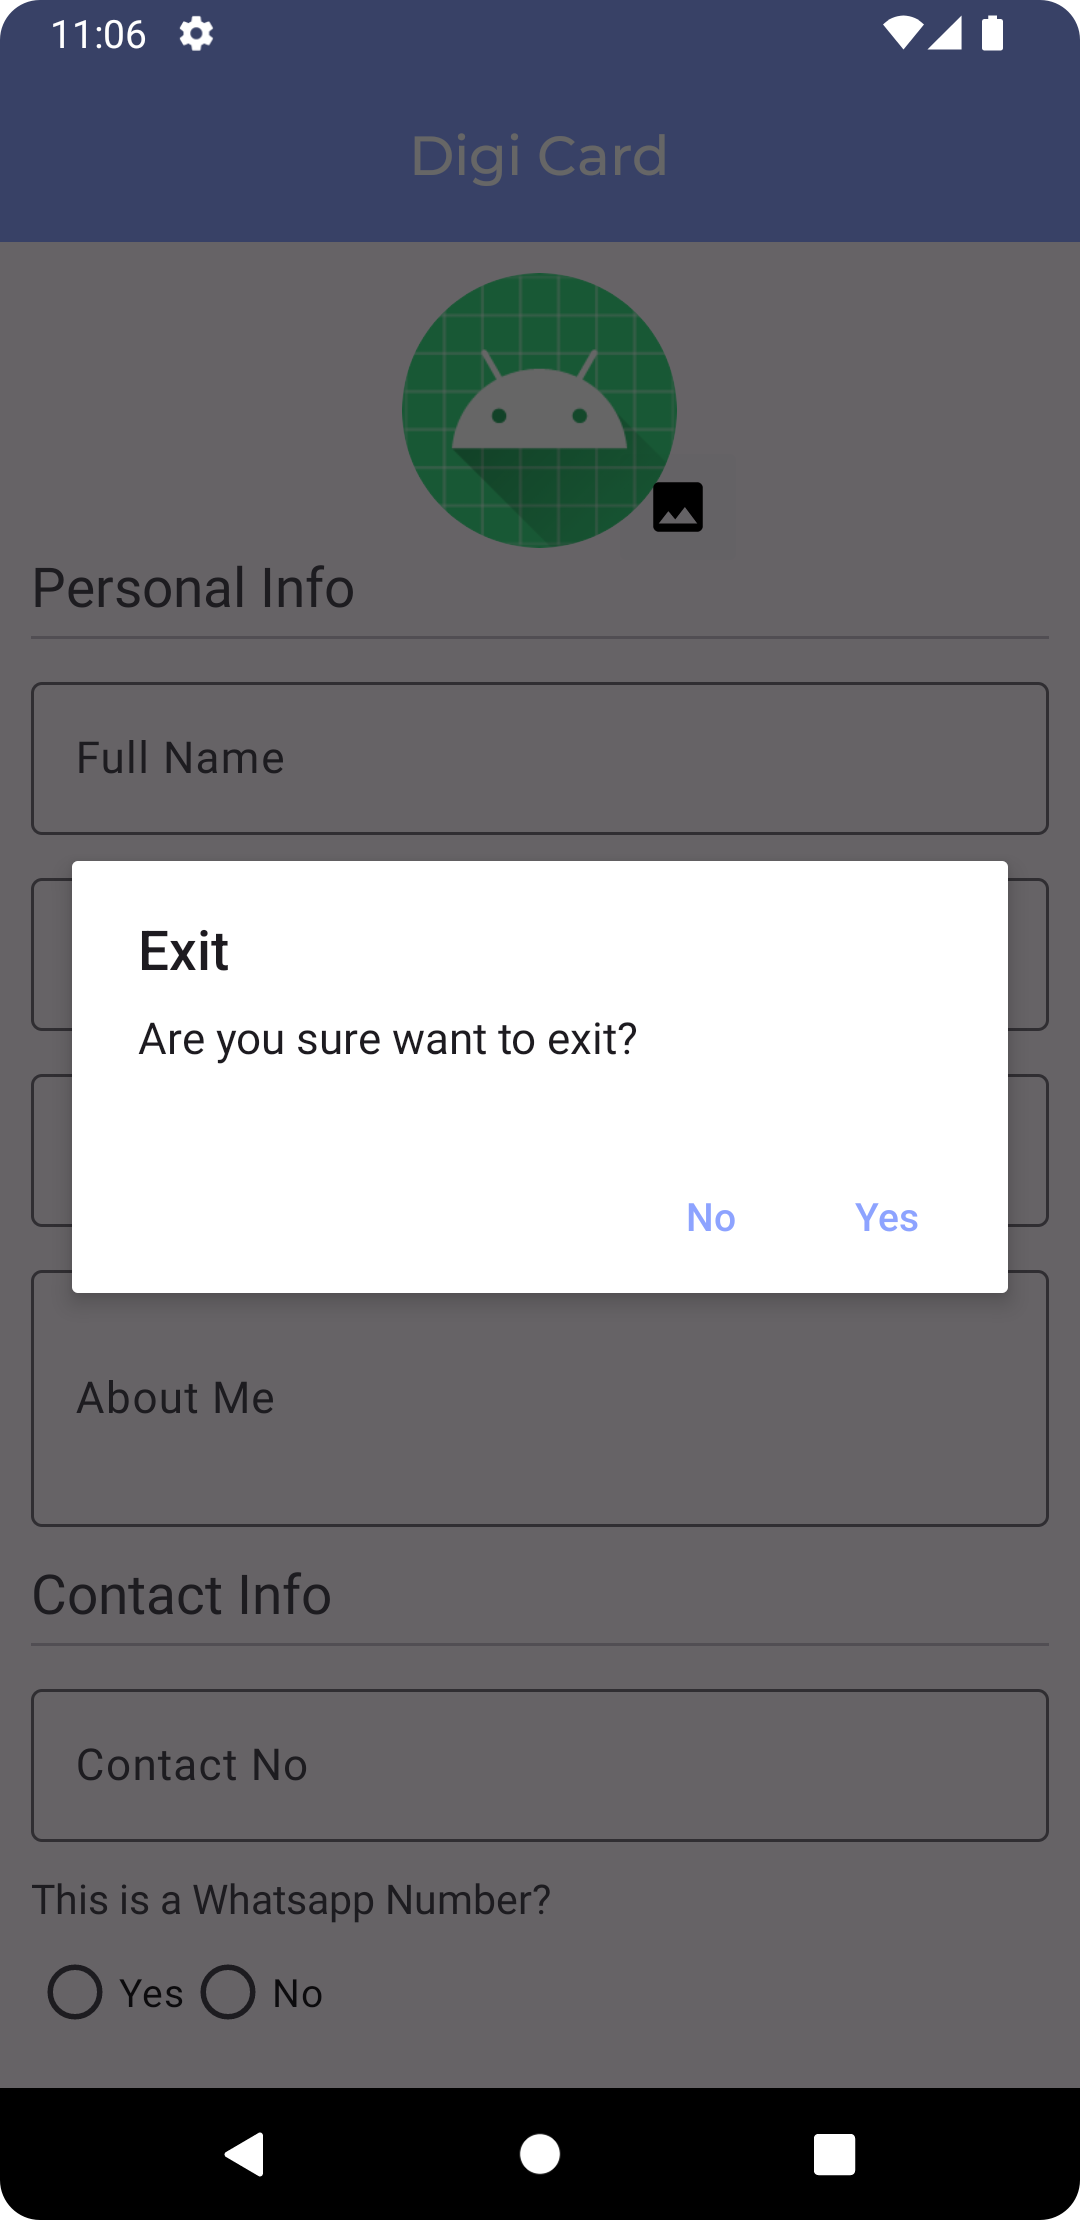 11:06
Digi Card
Personal Info
Full Name
Exit
Are you sure want to exit?
No Yes
About Me
Contact Info
Contact No
This is a Whatsapp Number?
Yes No